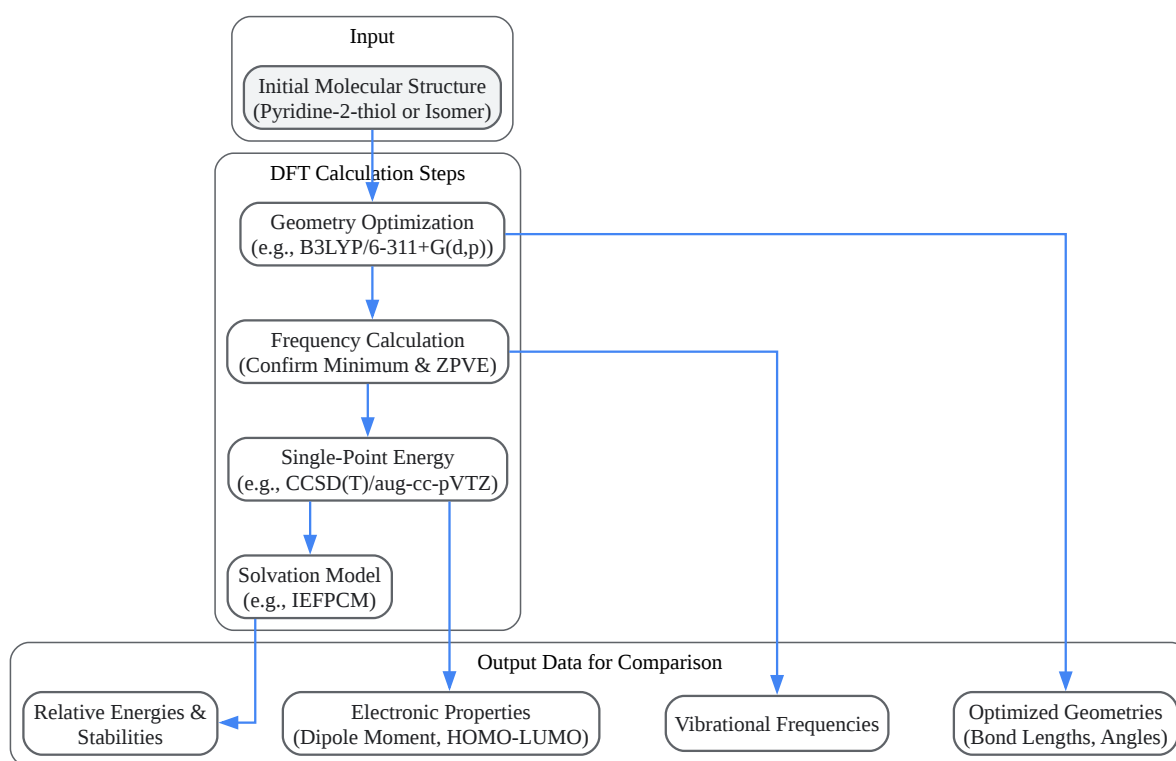 Input
Initial Molecular Structure
(Pyridine-2-thiol or Isomer)
DFT Calculation Steps
Geometry Optimization
(e.g., B3LYP/6-311+G(d,p))
Frequency Calculation
(Confirm Minimum & ZPVE)
Single-Point Energy
(e.g., CCSD(T)/aug-cc-pVTZ)
Solvation Model
(e.g., IEFPCM)
Output Data for Comparison
Relative Energies &
Stabilities
Electronic Properties
(Dipole Moment, HOMO-LUMO)
Vibrational Frequencies
Optimized Geometries
(Bond Lengths, Angles)